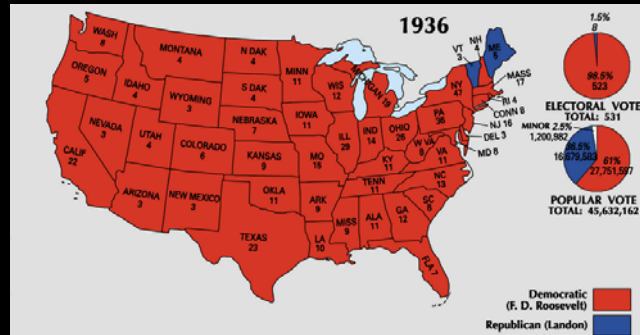 1936
WASH
8
OREGON
5
CALIF
22
NEVADA
3
IDAHO
4
MONTANA
4
WYOMING
3
UTAH
4
COLORADO
6
ARIZONA
3
NEW MEXICO
3
N DAK
4
S DAK
4
NEBRASKA
7
KANSAS
9
OKLA
11
TEXAS
23
MINN
11
IOWA
11
MO
15
ARK
9
LA
10
WIS
12
ILL
29
MICHIGAN 19
IND
14
OHIO
26
KY
11
TENN
11
MISS
9
ALA
11
GA
12
FLA 7
SC
8
NC
13
VA
11
W VA
8
PA
36
NY
47
VT
3
NH
4
ME
5
MASS
17
RI 4
CONN 8
NJ 16
DEL 3
MD 8
1.5%
8
98.5%
523
ELECTORAL VOTE
TOTAL: 531
MINOR 2.5%
1,200,982
36.5%
16,679,583
61%
27,751,597
POPULAR VOTE
TOTAL: 45,632,162
Democratic
(F. D. Roosevelt)
Republican (Landon)